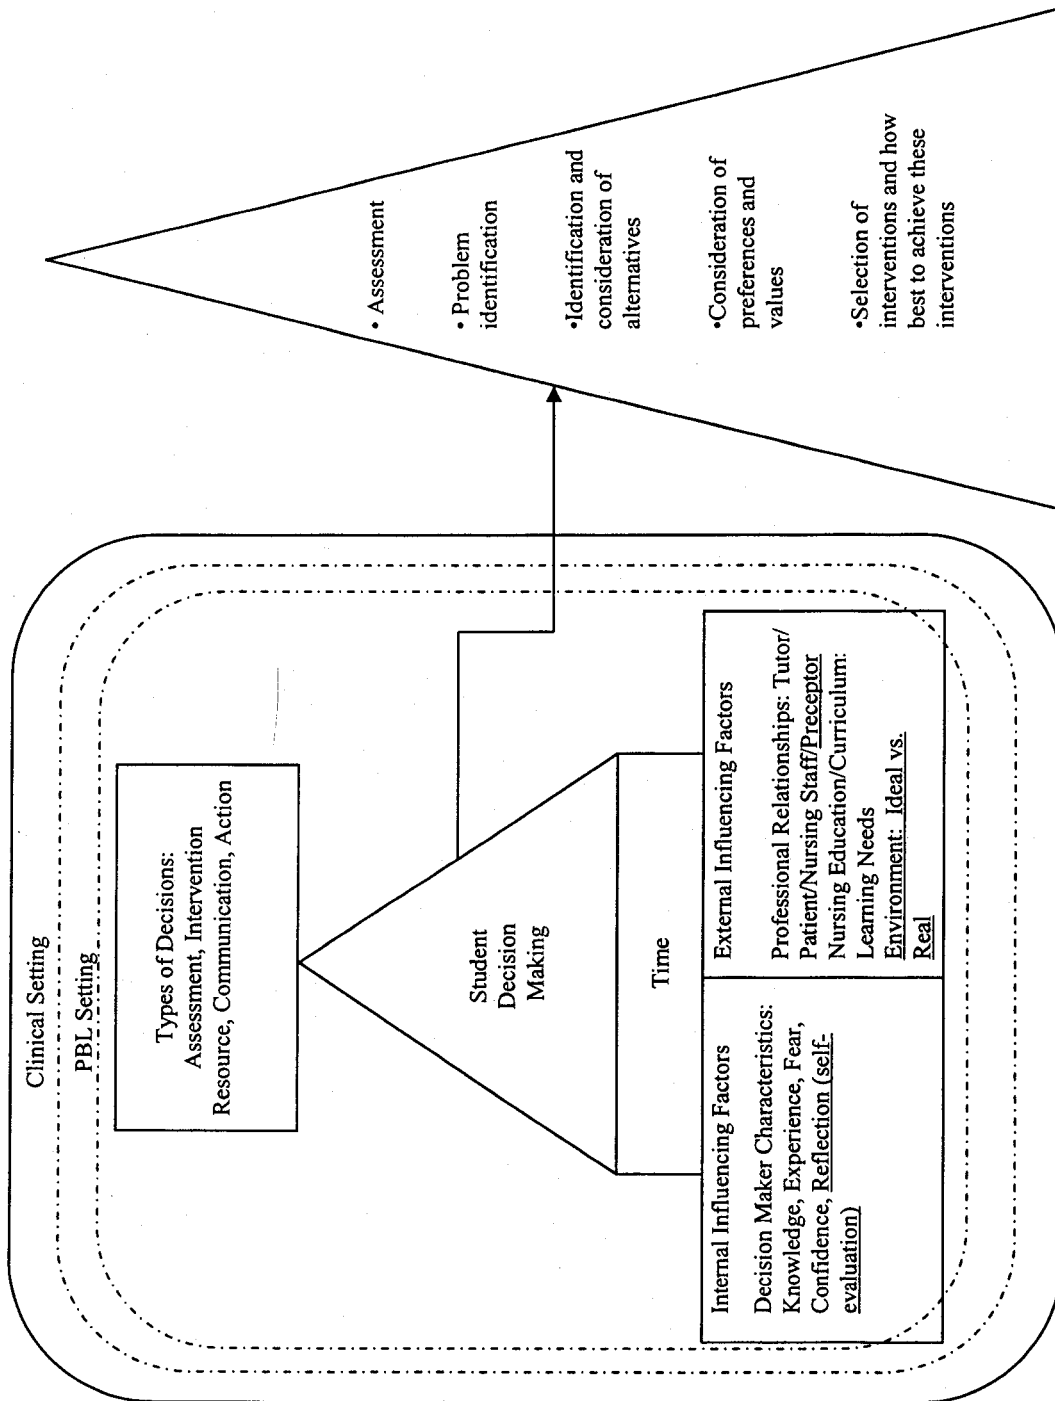 Clinical Setting
PBL Setting
Types of Decisions:
Assessment, Intervention
Resource, Communication, Action
Student
Decision
Making
Time
Internal Influencing Factors
Decision Maker Characteristics:
Knowledge, Experience, Fear,
Confidence, Reflection (self-
evaluation)
External Influencing Factors
Professional Relationships: Tutor/
Patient/Nursing Staff/Preceptor
Nursing Education/Curriculum:
Learning Needs
Environment: Ideal vs.
Real
• Assessment
• Problem
identification
•Identification and
consideration of
alternatives
•Consideration of
preferences and
values
•Selection of
interventions and how
best to achieve these
interventions